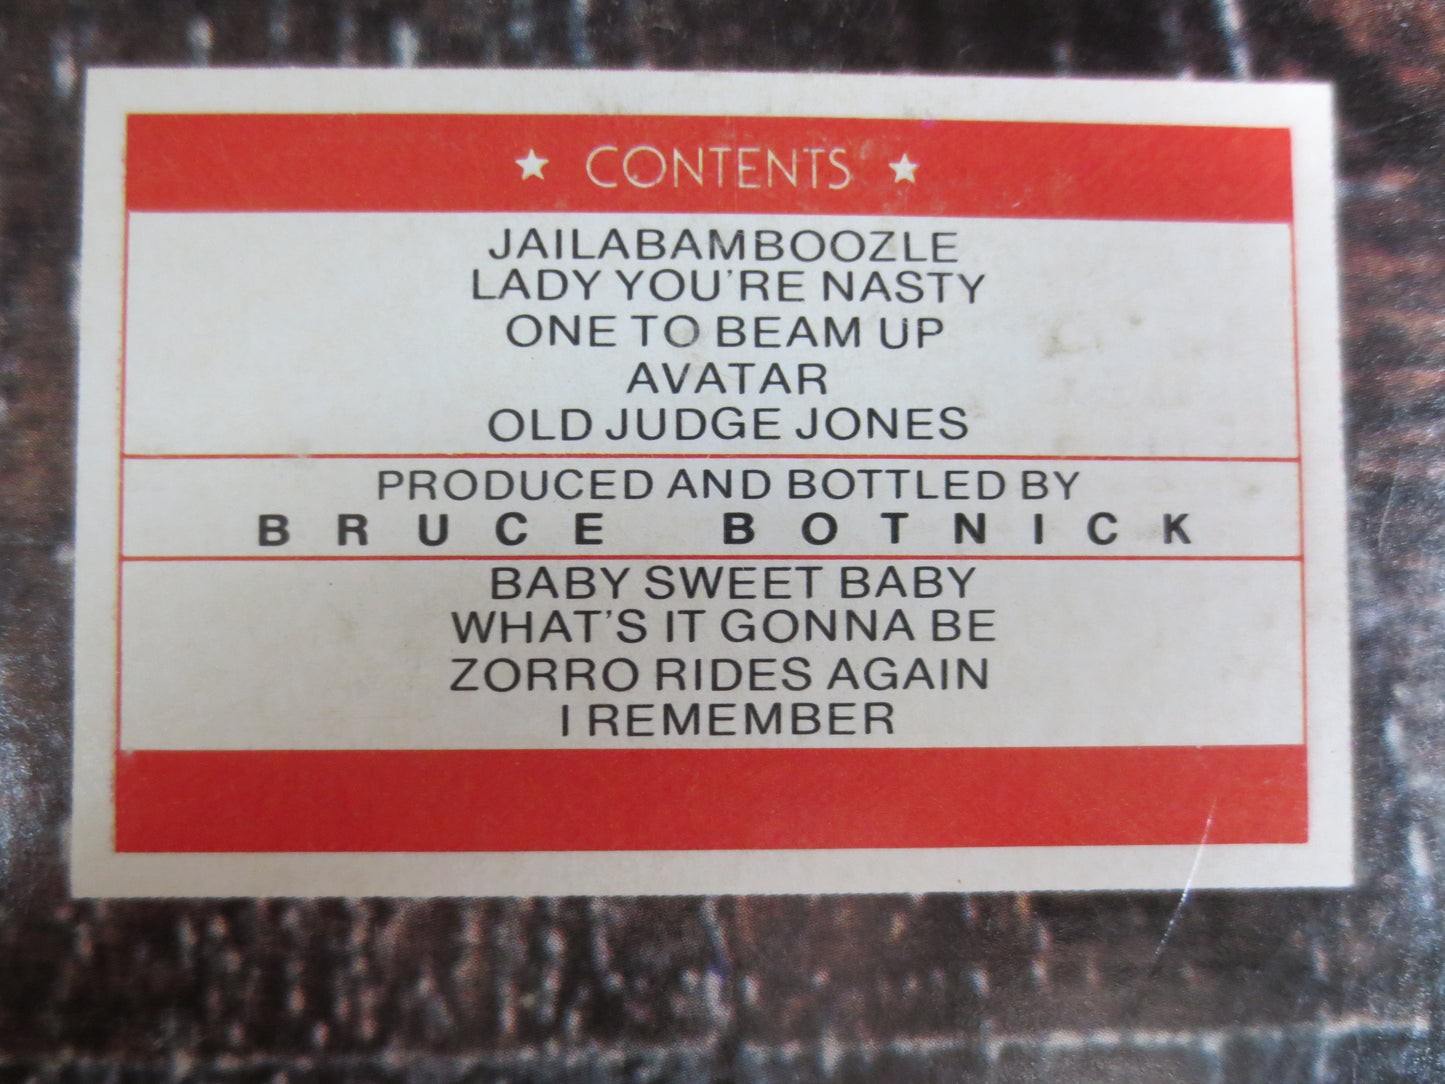 ★ CONTENTS ★
JAILABAMBOOZLE
LADY YOU'RE NASTY
ONE TO BEAM UP
AVATAR
OLD JUDGE JONES
PRODUCED AND BOTTLED BY
BRUCE BOTNICK
BABY SWEET BABY
WHAT'S IT GONNA BE
ZORRO RIDES AGAIN
I REMEMBER